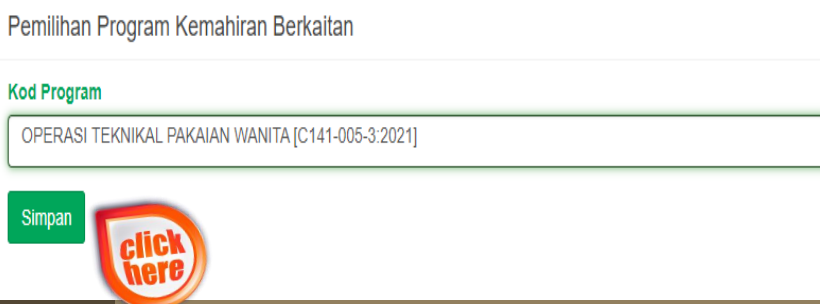 Pemilihan Program Kemahiran Berkaitan
Kod Program
OPERASI TEKNIKAL PAKAIAN WANITA [C141-005-3:2021]
Simpan
click
here